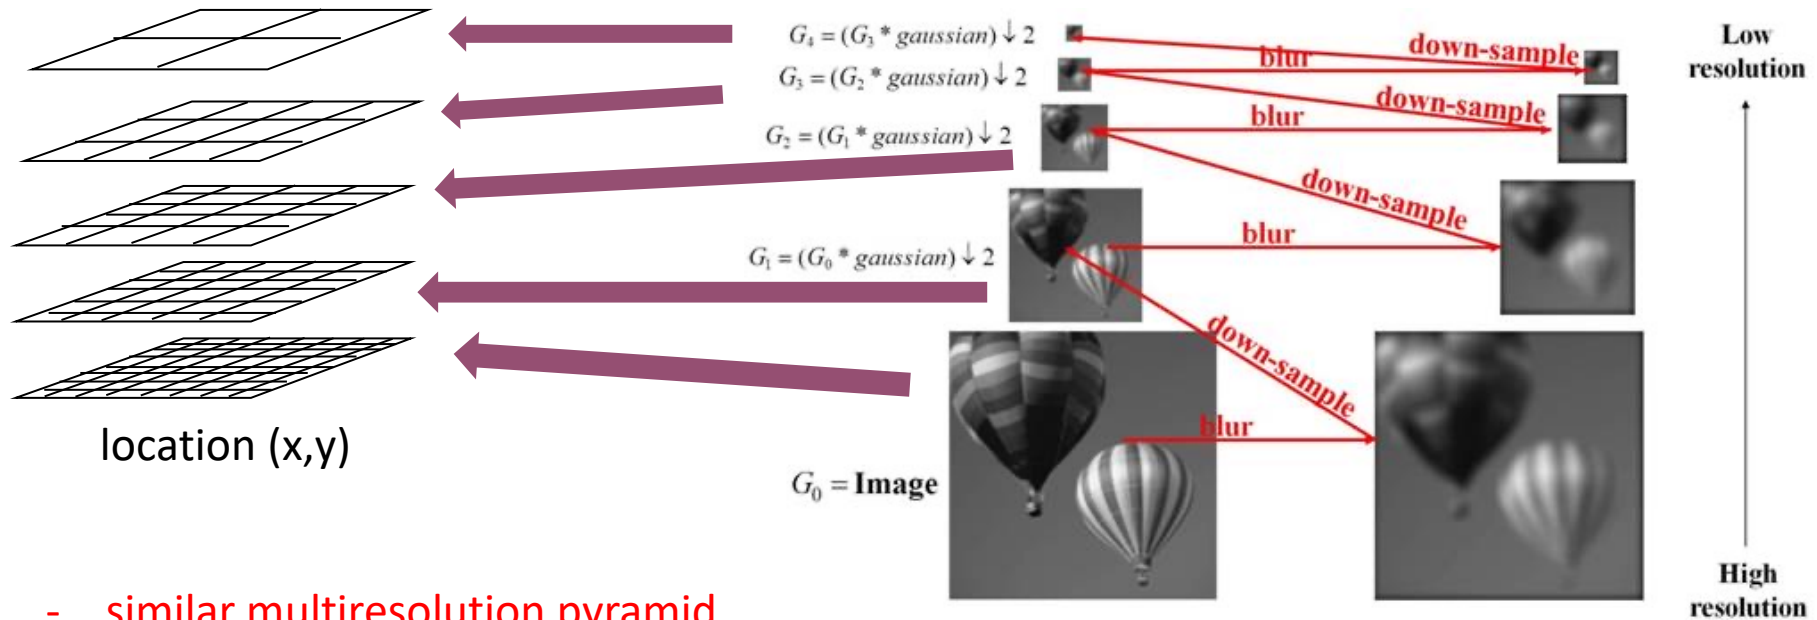 G₄ = (G₃ * gaussian) ↓ 2
down-sample
Low
resolution
blur
G₃ = (G₂ * gaussian) ↓ 2
down-sample
blur
G₂ = (G₁ * gaussian) ↓ 2
down-sample
blur
G₁ = (G₀ * gaussian) ↓ 2
down-sample
blur
location (x,y)
G₀ = Image
High
resolution
- similar multiresolution pyramid